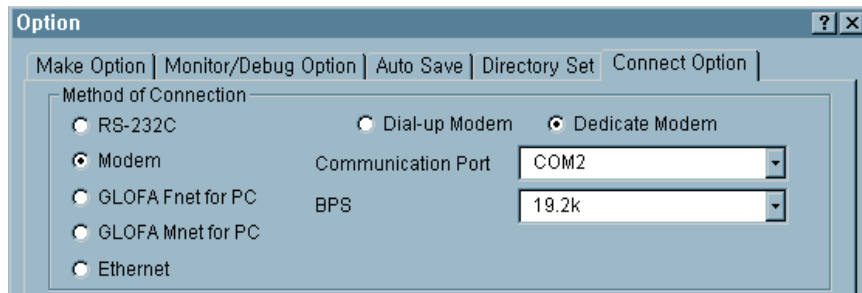 Option
Make Option Monitor/Debug Option Auto Save Directory Set Connect Option
Method of Connection
RS-232C Dial-up Modem Dedicate Modem
Modem Communication Port COM2
GLOFA Fnet for PC BPS 19.2k
GLOFA Mnet for PC
Ethernet